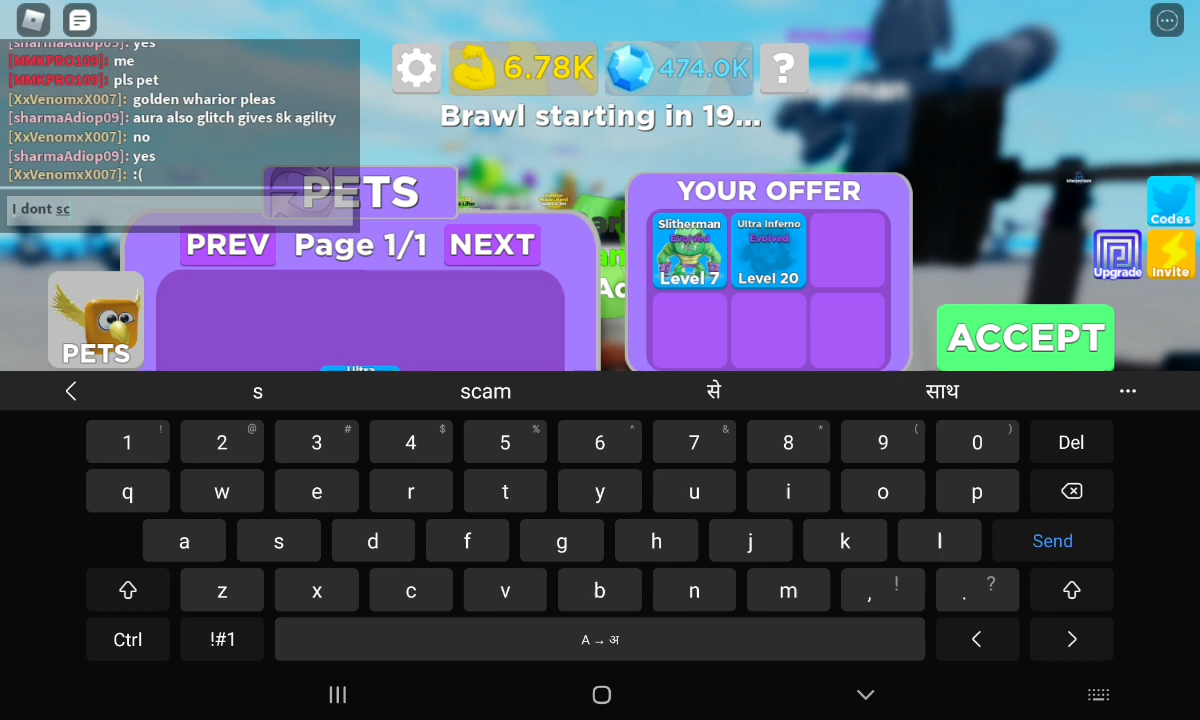 [sharmaAdiop09]: yes
[MMKPRO109]: me
[MMKPRO109]: pls pet
[XxVenomxX007]: golden wharior pleas
[sharmaAdiop09]: aura also glitch gives 8k agility
[XxVenomxX007]: no
[sharmaAdiop09]: yes
[XxVenomxX007]: :(
I dont sc
6.78K
474.0K
?
Brawl starting in 19...
PETS
PREV Page 1/1 NEXT
PETS
Ultra
YOUR OFFER
Slitherman
Evolved
Level 7
Ultra Inferno
Evolved
Level 20
Codes
Upgrade
Invite
ACCEPT
s scam से साथ
1 ! 2 @ 3 # 4 $ 5 % 6 ^ 7 & 8 * 9 ( 0 ) Del
q w e r t y u i o p
a s d f g h j k l Send
z x c v b n m , ! . ?
Ctrl !#1 A → अ < >